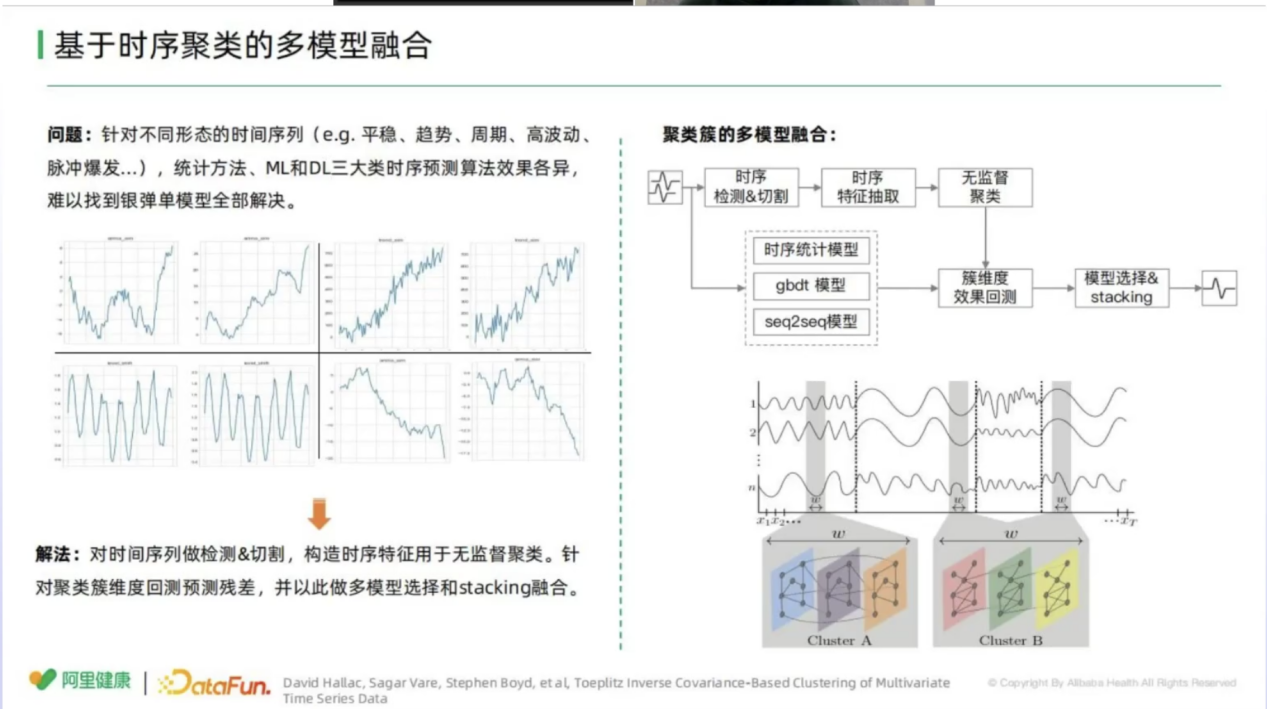 基于时序聚类的多模型融合
问题：针对不同形态的时间序列（e.g. 平稳、趋势、周期、高波动、
脉冲爆发...），统计方法、ML和DL三大类时序预测算法效果各异，
难以找到银弹单模型全部解决。
解法：对时间序列做检测&切割，构造时序特征用于无监督聚类。针
对聚类簇维度回测预测残差，并以此做多模型选择和stacking融合。
聚类簇的多模型融合：
时序
检测&切割
时序
特征抽取
无监督
聚类
时序统计模型
gbdt 模型
seq2seq模型
簇维度
效果回测
模型选择&
stacking
1
2
⋮
n
w
w
w
x₁x₂...
...x_T
w
w
Cluster A
Cluster B
阿里健康
DataFun.
David Hallac, Sagar Vare, Stephen Boyd, et al, Toeplitz Inverse Covariance-Based Clustering of Multivariate
Time Series Data
© Copyright By Alibaba Health All Rights Reserved